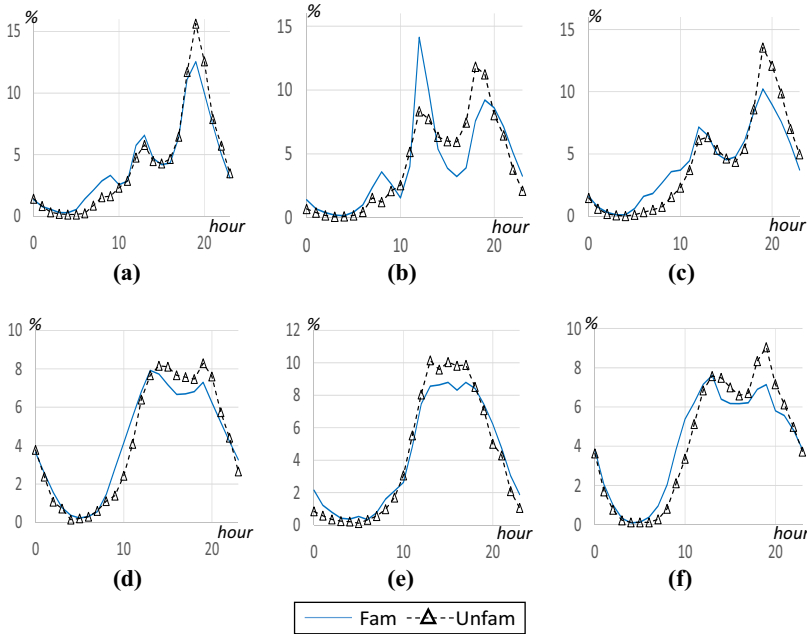 % % %
15 15 15
10 10 10
5 5 5
0 0 0
hour hour hour
0 10 20 0 10 20 0 10 20
(a) (b) (c)
% % %
10 12 10
8 10 8
6 8 6
4 6 4
2 4 2
0 2 0
0
hour hour hour
0 10 20 0 10 20 0 10 20
(d) (e) (f)
Fam Unfam